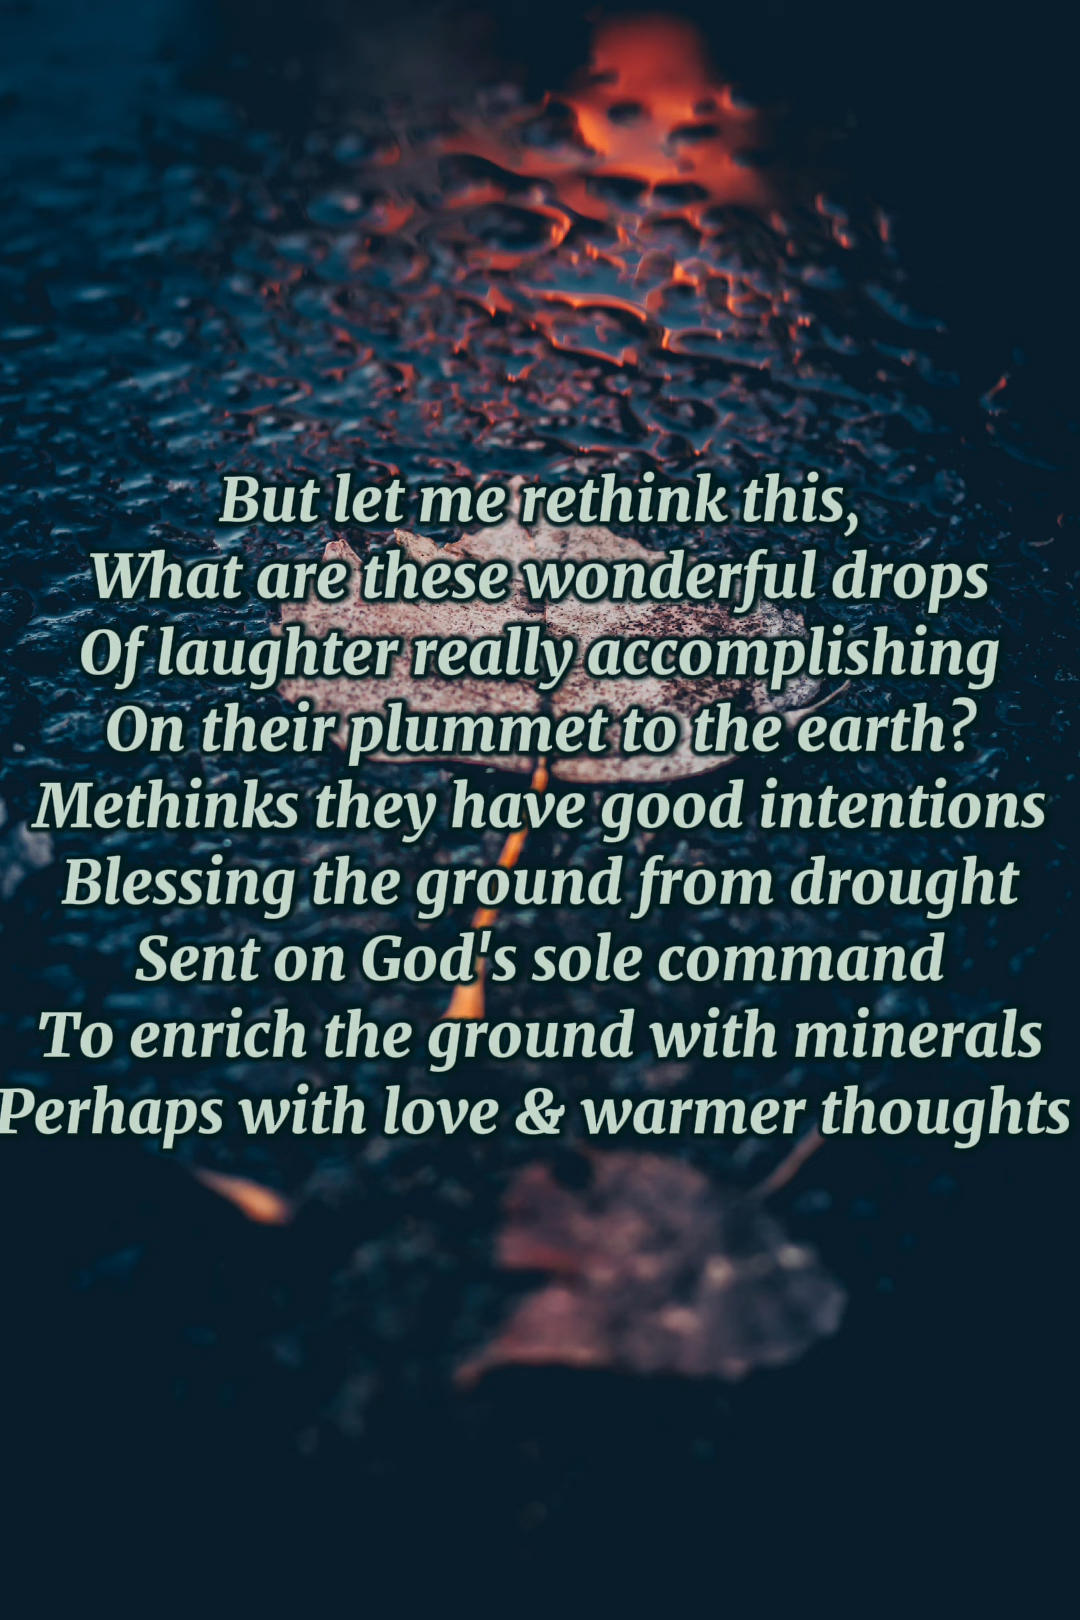 But let me rethink this,
What are these wonderful drops
Of laughter really accomplishing
On their plummet to the earth?
Methinks they have good intentions
Blessing the ground from drought
Sent on God's sole command
To enrich the ground with minerals
Perhaps with love & warmer thoughts